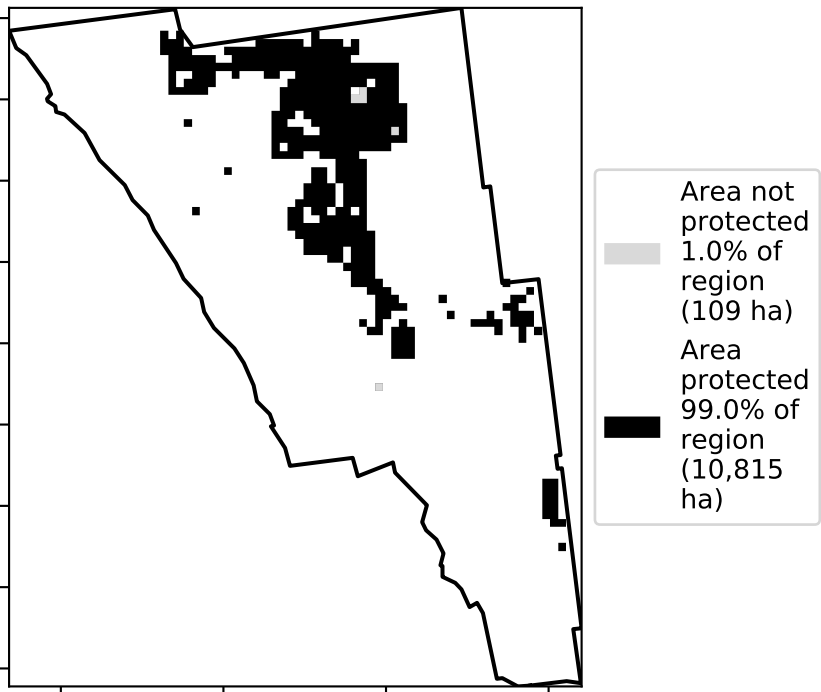 Area not
protected
1.0% of
region
(109 ha)
Area
protected
99.0% of
region
(10,815
ha)